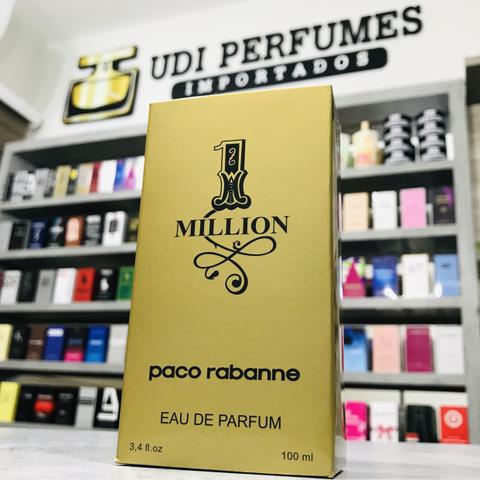 UDI PERFUMES
IMPORTADOS
1
MILLION
paco rabanne
EAU DE PARFUM
3,4 fl.oz
100 ml